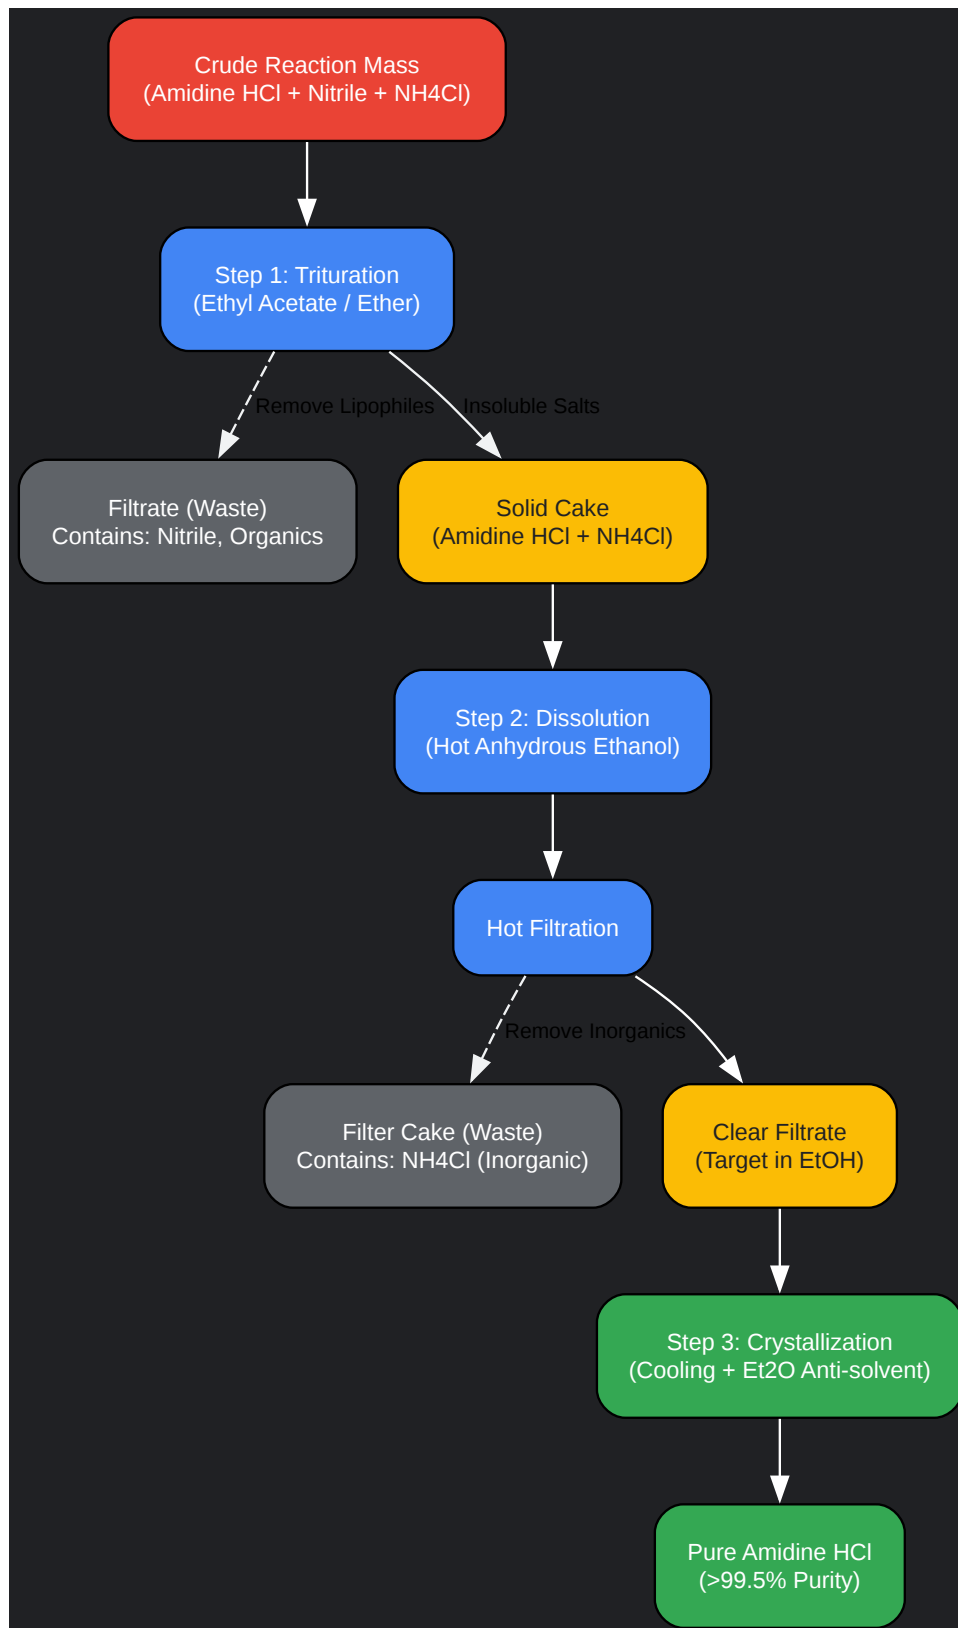 Crude Reaction Mass
(Amidine HCl + Nitrile + NH4Cl)
Step 1: Trituration
(Ethyl Acetate / Ether)
Remove Lipophiles
Insoluble Salts
Filtrate (Waste)
Contains: Nitrile, Organics
Solid Cake
(Amidine HCl + NH4Cl)
Step 2: Dissolution
(Hot Anhydrous Ethanol)
Hot Filtration
Remove Inorganics
Filter Cake (Waste)
Contains: NH4Cl (Inorganic)
Clear Filtrate
(Target in EtOH)
Step 3: Crystallization
(Cooling + Et2O Anti-solvent)
Pure Amidine HCl
(>99.5% Purity)